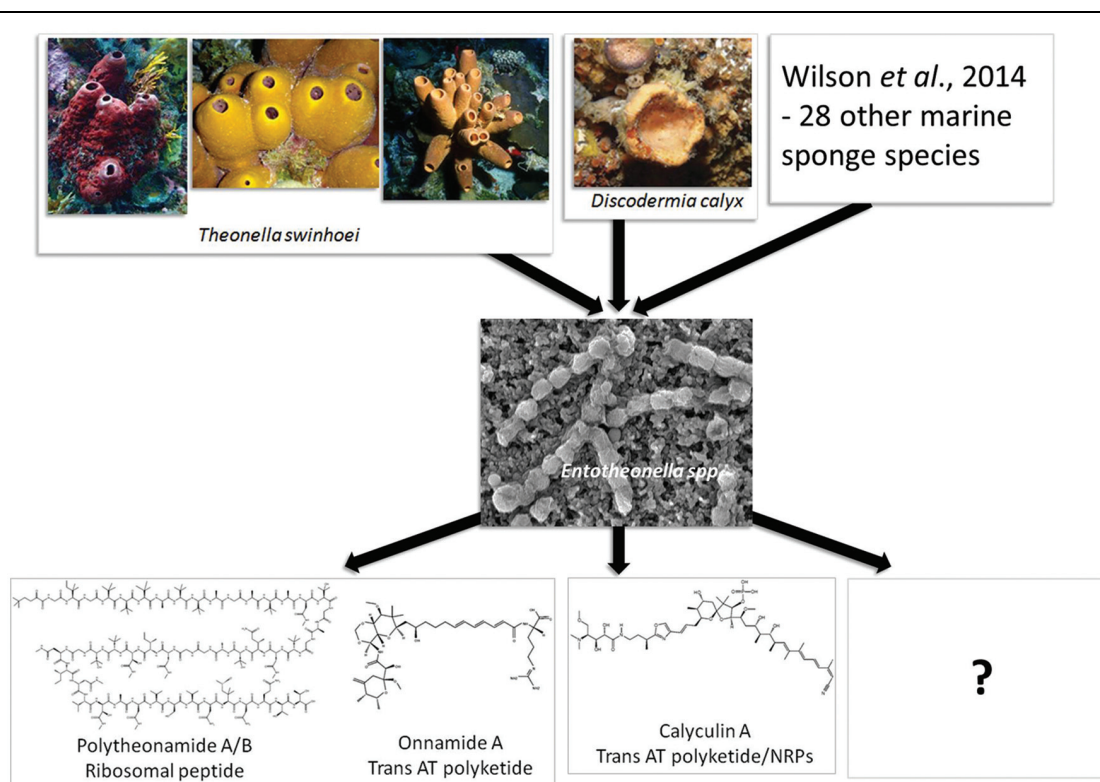 Wilson et al., 2014
- 28 other marine
sponge species
Discodermia calyx
Theonella swinhoei
Entotheonella spp.
Polytheonamide A/B
Ribosomal peptide
Onnamide A
Trans AT polyketide
Calyculin A
Trans AT polyketide/NRPs
?